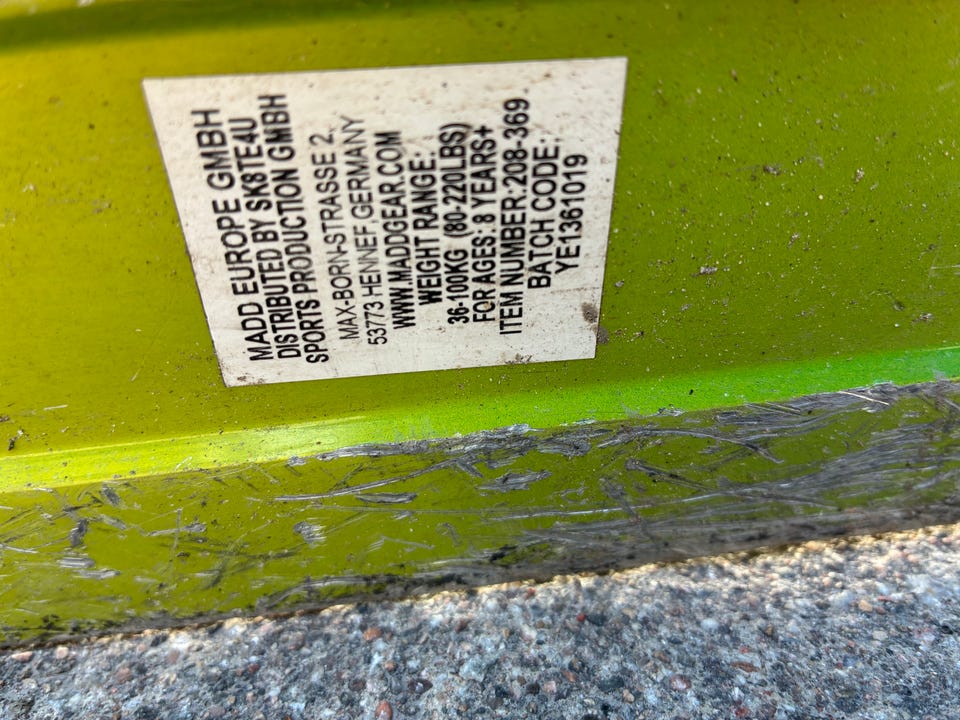 MADD EUROPE GMBH
DISTRIBUTED BY SK8TE4U
SPORTS PRODUCTION GMBH
MAX-BORN-STRASSE 2,
53773 HENNEF, GERMANY
WWW.MADDGEAR.COM
WEIGHT RANGE:
36-100KG (80-220LBS)
FOR AGES: 8 YEARS+
ITEM NUMBER: 208-369
BATCH CODE:
YE1361019